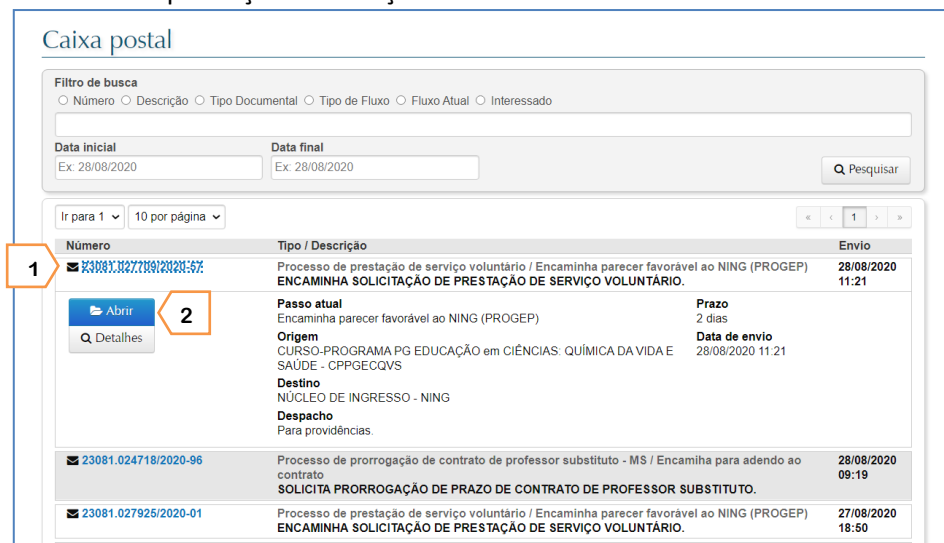 Caixa postal
Filtro de busca
Número Descrição Tipo Documental Tipo de Fluxo Fluxo Atual Interessado
Data inicial Data final
Ex: 28/08/2020 Ex: 28/08/2020 Pesquisar
Ir para 1 10 por página « ‹ 1 › »
Número Tipo / Descrição Envio
1 23081.027709/2020-57 Processo de prestação de serviço voluntário / Encaminha parecer favorável ao NING (PROGEP) 28/08/2020
ENCAMINHA SOLICITAÇÃO DE PRESTAÇÃO DE SERVIÇO VOLUNTÁRIO. 11:21
Abrir 2 Passo atual Prazo
Encaminha parecer favorável ao NING (PROGEP) 2 dias
Detalhes Origem Data de envio
CURSO-PROGRAMA PG EDUCAÇÃO em CIÊNCIAS: QUÍMICA DA VIDA E 28/08/2020 11:21
SAÚDE - CPPGECQVS
Destino
NÚCLEO DE INGRESSO - NING
Despacho
Para providências.
23081.024718/2020-96 Processo de prorrogação de contrato de professor substituto - MS / Encamiha para adendo ao 28/08/2020
contrato 09:19
SOLICITA PRORROGAÇÃO DE PRAZO DE CONTRATO DE PROFESSOR SUBSTITUTO.
23081.027925/2020-01 Processo de prestação de serviço voluntário / Encaminha parecer favorável ao NING (PROGEP) 27/08/2020
ENCAMINHA SOLICITAÇÃO DE PRESTAÇÃO DE SERVIÇO VOLUNTÁRIO. 18:50